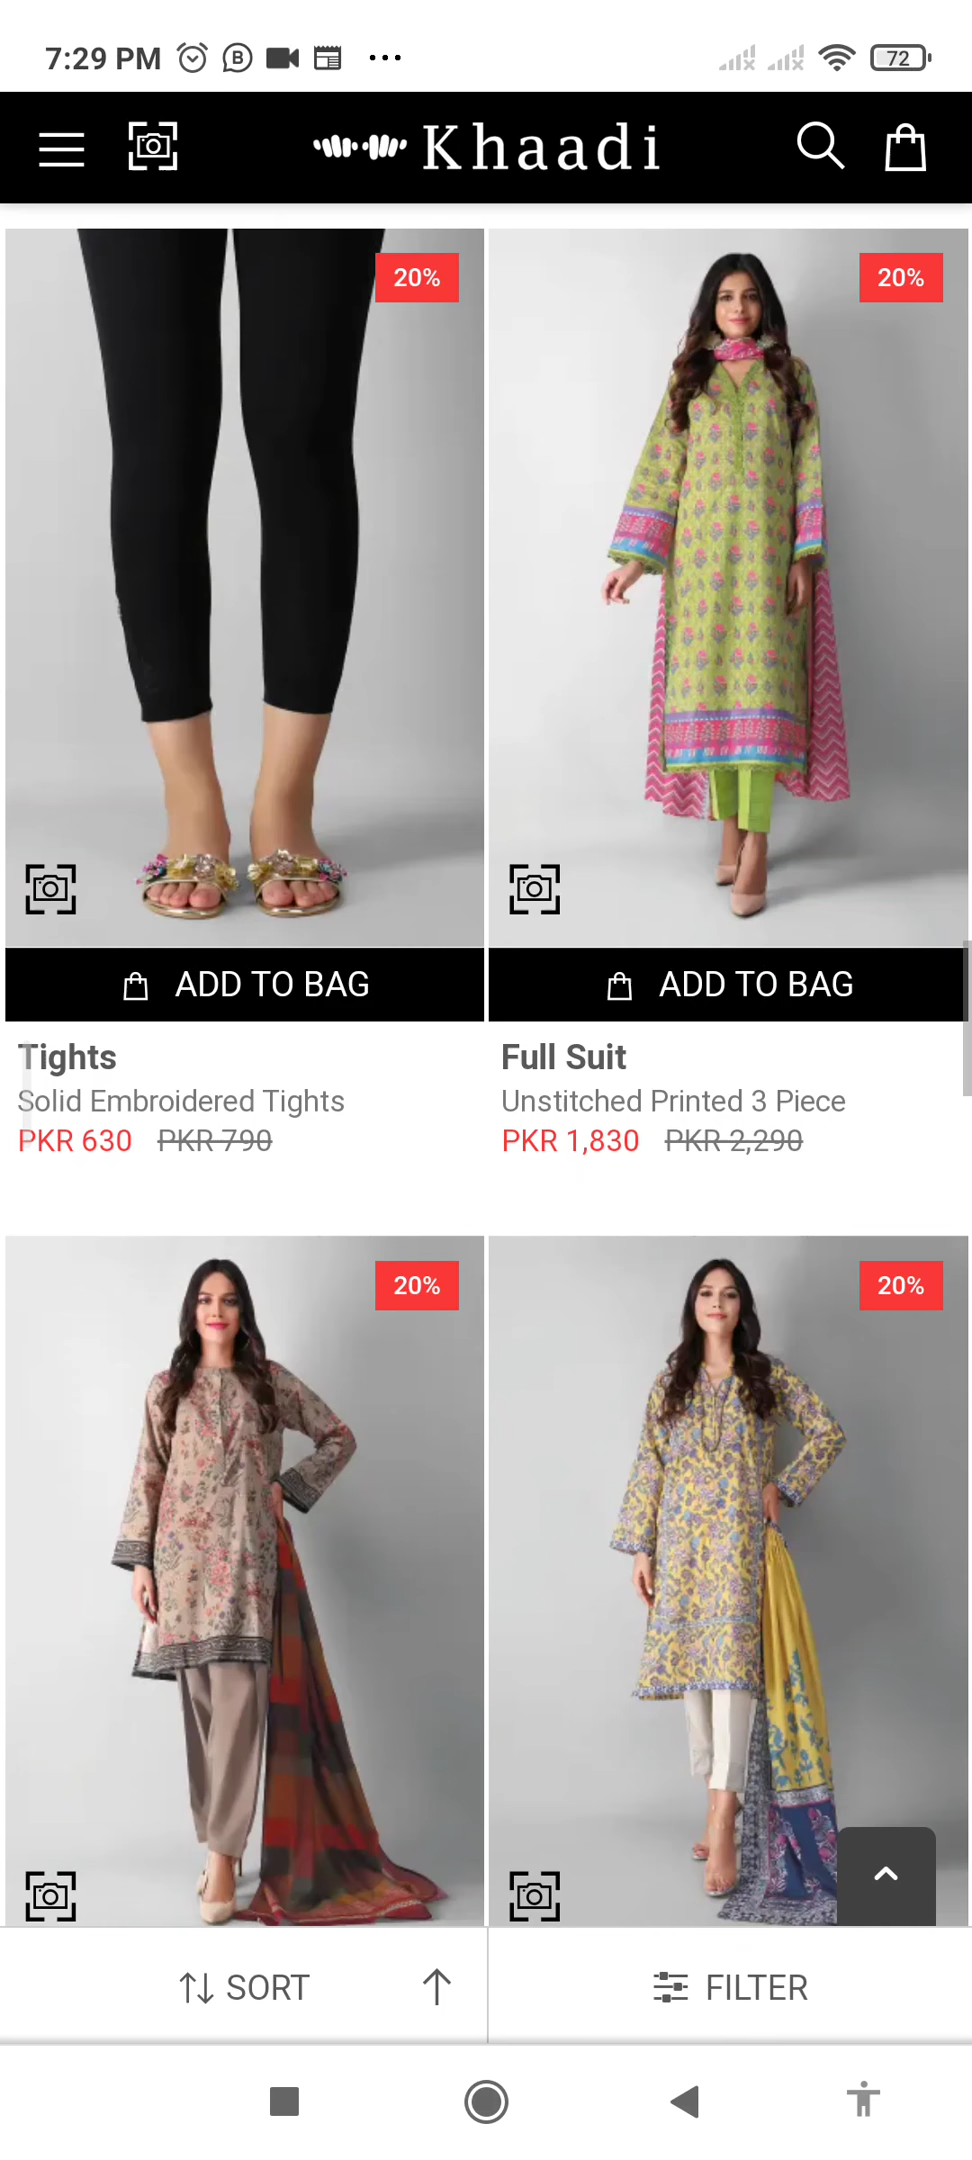 7:29 PM
72
Khaadi
20%
20%
ADD TO BAG
ADD TO BAG
Tights
Solid Embroidered Tights
PKR 630 PKR 790
Full Suit
Unstitched Printed 3 Piece
PKR 1,830 PKR 2,290
20%
20%
SORT
FILTER